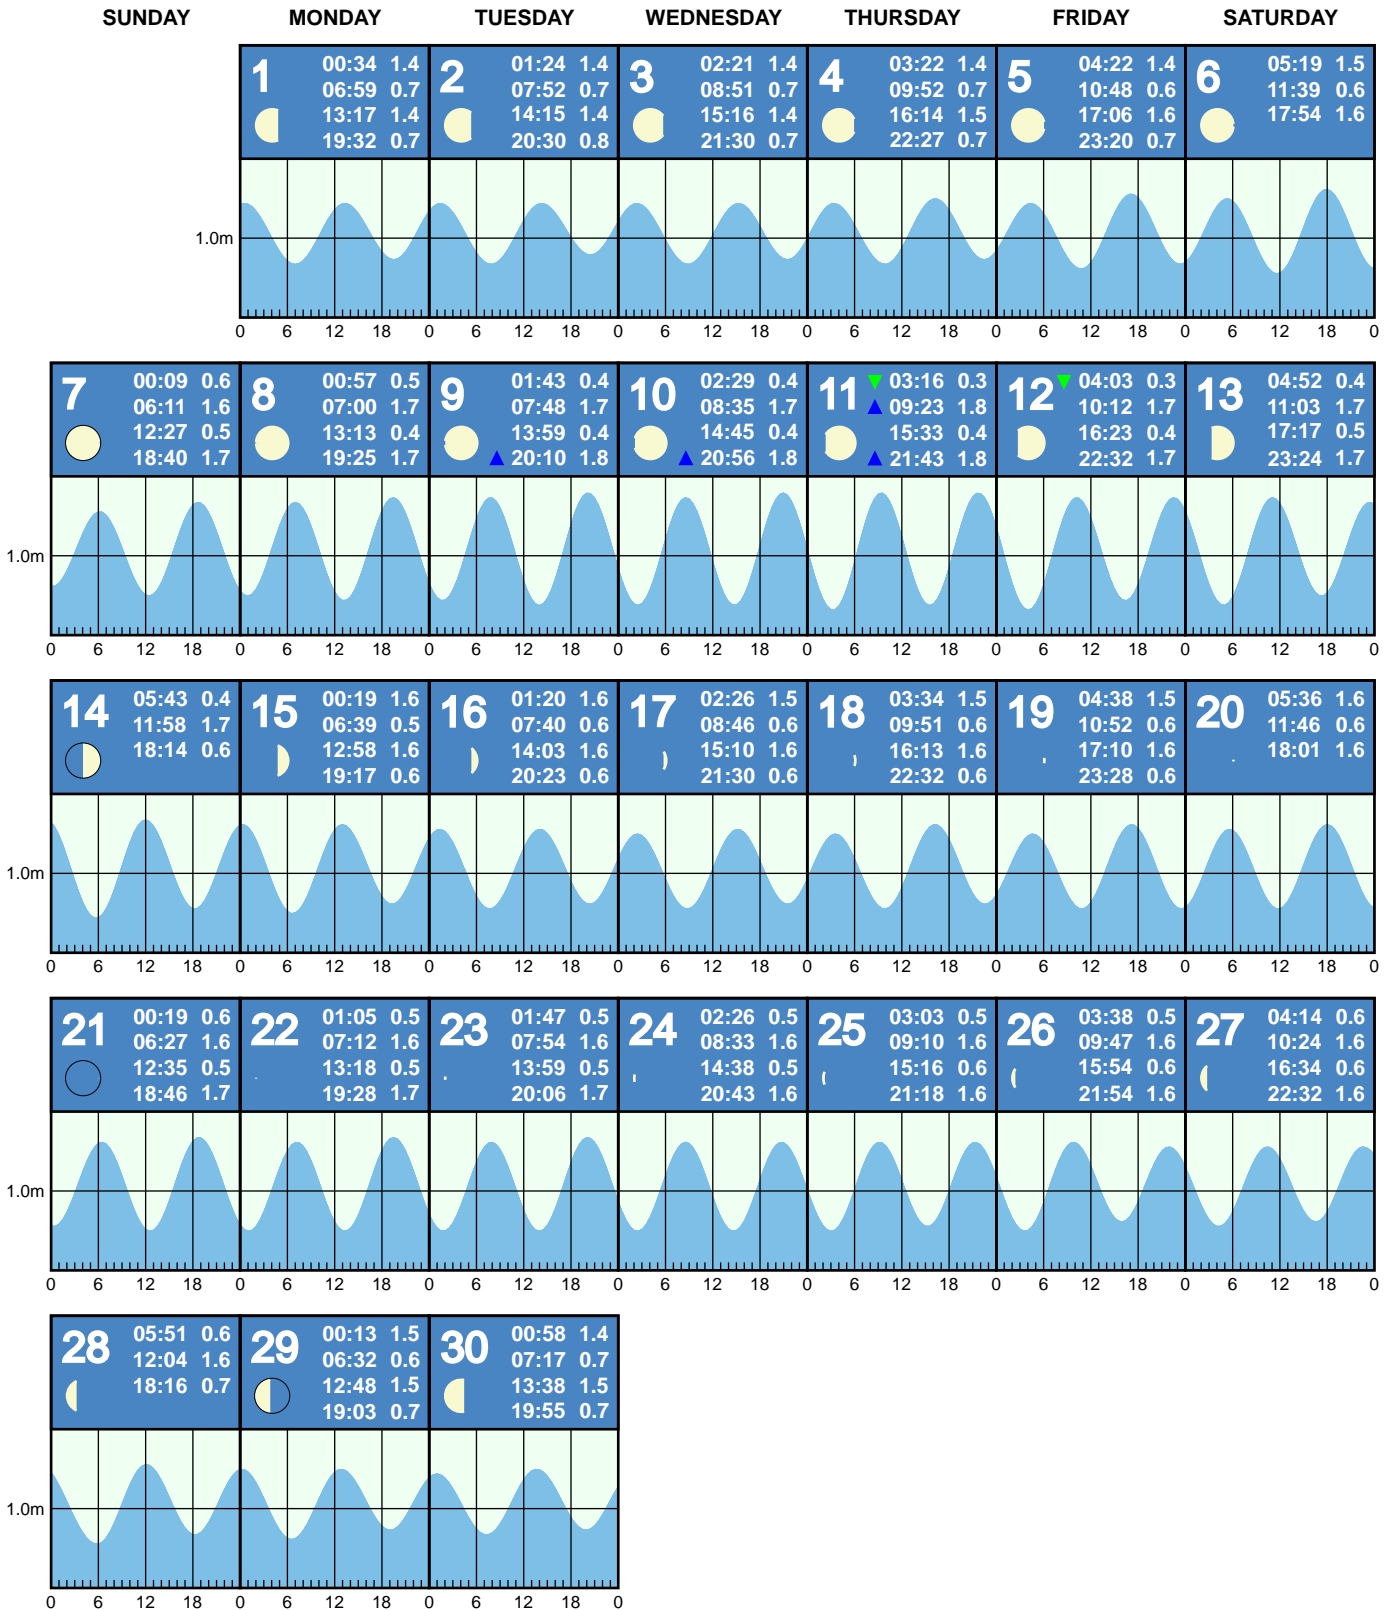 SUNDAY MONDAY TUESDAY WEDNESDAY THURSDAY FRIDAY SATURDAY
1 00:34 1.4
06:59 0.7
13:17 1.4
19:32 0.7
2 01:24 1.4
07:52 0.7
14:15 1.4
20:30 0.8
3 02:21 1.4
08:51 0.7
15:16 1.4
21:30 0.7
4 03:22 1.4
09:52 0.7
16:14 1.5
22:27 0.7
5 04:22 1.4
10:48 0.6
17:06 1.6
23:20 0.7
6 05:19 1.5
11:39 0.6
17:54 1.6
1.0m
0 6 12 18 0 6 12 18 0 6 12 18 0 6 12 18 0 6 12 18 0 6 12 18 0
7 00:09 0.6
06:11 1.6
12:27 0.5
18:40 1.7
8 00:57 0.5
07:00 1.7
13:13 0.4
19:25 1.7
9 01:43 0.4
07:48 1.7
13:59 0.4
20:10 1.8
10 02:29 0.4
08:35 1.7
14:45 0.4
20:56 1.8
11 03:16 0.3
09:23 1.8
15:33 0.4
21:43 1.8
12 04:03 0.3
10:12 1.7
16:23 0.4
22:32 1.7
13 04:52 0.4
11:03 1.7
17:17 0.5
23:24 1.7
1.0m
0 6 12 18 0 6 12 18 0 6 12 18 0 6 12 18 0 6 12 18 0 6 12 18 0 6 12 18 0
14 05:43 0.4
11:58 1.7
18:14 0.6
15 00:19 1.6
06:39 0.5
12:58 1.6
19:17 0.6
16 01:20 1.6
07:40 0.6
14:03 1.6
20:23 0.6
17 02:26 1.5
08:46 0.6
15:10 1.6
21:30 0.6
18 03:34 1.5
09:51 0.6
16:13 1.6
22:32 0.6
19 04:38 1.5
10:52 0.6
17:10 1.6
23:28 0.6
20 05:36 1.6
11:46 0.6
18:01 1.6
1.0m
0 6 12 18 0 6 12 18 0 6 12 18 0 6 12 18 0 6 12 18 0 6 12 18 0 6 12 18 0
21 00:19 0.6
06:27 1.6
12:35 0.5
18:46 1.7
22 01:05 0.5
07:12 1.6
13:18 0.5
19:28 1.7
23 01:47 0.5
07:54 1.6
13:59 0.5
20:06 1.7
24 02:26 0.5
08:33 1.6
14:38 0.5
20:43 1.6
25 03:03 0.5
09:10 1.6
15:16 0.6
21:18 1.6
26 03:38 0.5
09:47 1.6
15:54 0.6
21:54 1.6
27 04:14 0.6
10:24 1.6
16:34 0.6
22:32 1.6
1.0m
0 6 12 18 0 6 12 18 0 6 12 18 0 6 12 18 0 6 12 18 0 6 12 18 0 6 12 18 0
28 05:51 0.6
12:04 1.6
18:16 0.7
29 00:13 1.5
06:32 0.6
12:48 1.5
19:03 0.7
30 00:58 1.4
07:17 0.7
13:38 1.5
19:55 0.7
1.0m
0 6 12 18 0 6 12 18 0 6 12 18 0